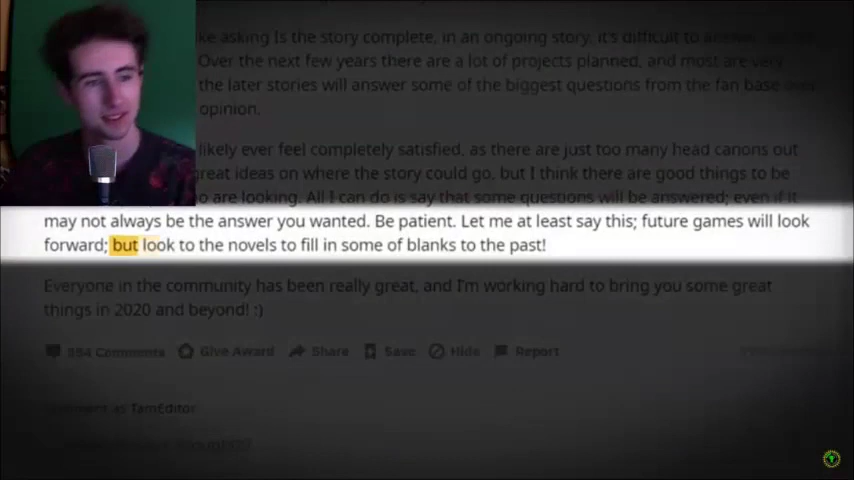 ke asking Is the story complete, in an ongoing story, it's difficult to
Over the next few years there are a lot of projects planned, and most are very
the later stories will answer some of the biggest questions from the fan base
opinion.
likely ever feel completely satisfied, as there are just too many head canons out
great ideas on where the story could go, but I think there are good things to be
o are looking. All I can do is say that some questions will be answered; even if it
may not always be the answer you wanted. Be patient. Let me at least say this; future games will look
forward; but look to the novels to fill in some of blanks to the past!
Everyone in the community has been really great, and I'm working hard to bring you some great
things in 2020 and beyond! :)
854 Comments Give Award Share Save Hide Report
as TamEditor